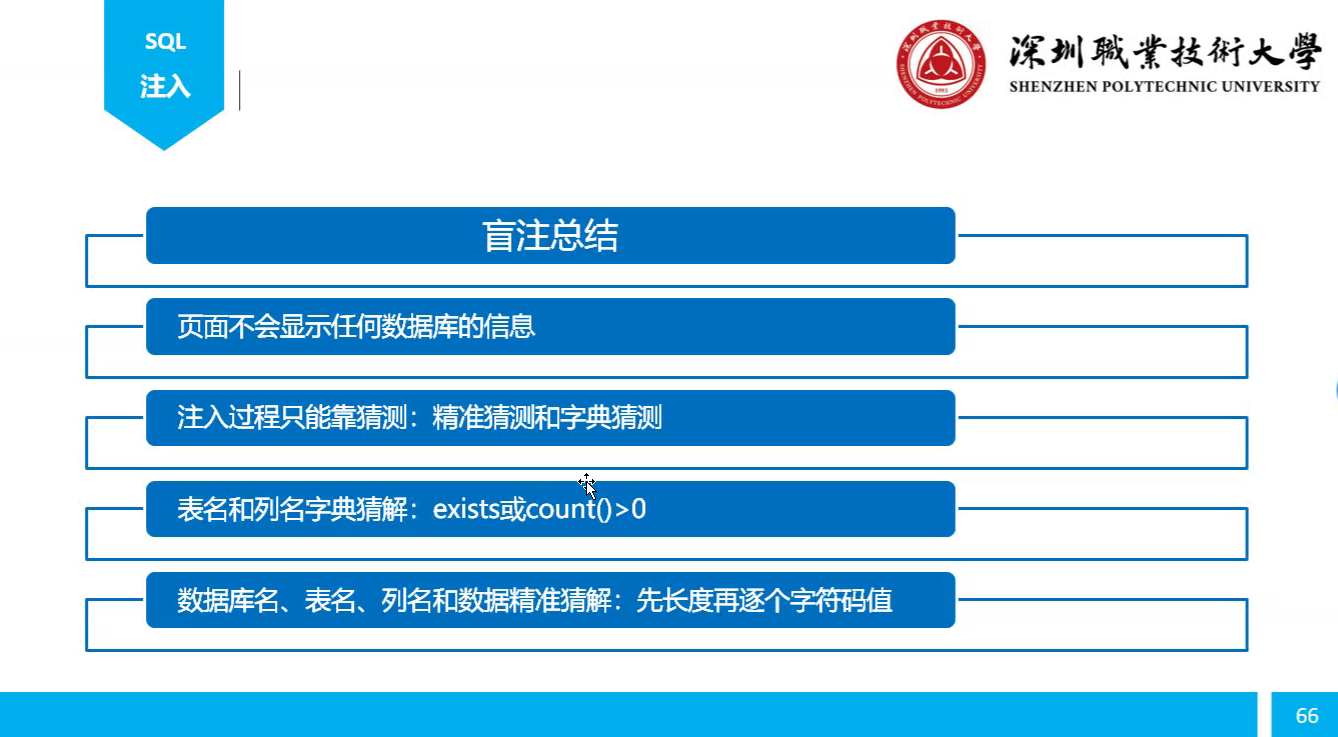 SQL
注入
深圳職業技術大學
SHENZHEN POLYTECHNIC UNIVERSITY
1993
盲注总结
页面不会显示任何数据库的信息
注入过程只能靠猜测：精准猜测和字典猜测
表名和列名字典猜解：exists或count()>0
数据库名、表名、列名和数据精准猜解：先长度再逐个字符码值
66